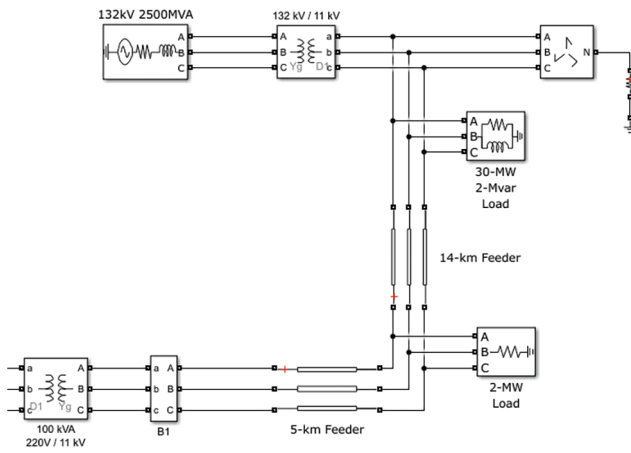 132kV 2500MVA
132 kV / 11 kV
A
B
C
A
B
C
Yg
D1
a
b
c
A
B
C
N
A
B
C
30-MW
2-Mvar
Load
14-km Feeder
A
B
C
2-MW
Load
a
b
c
D1
Yg
A
B
C
100 kVA
220V / 11 kV
a
b
c
A
B
C
B1
5-km Feeder